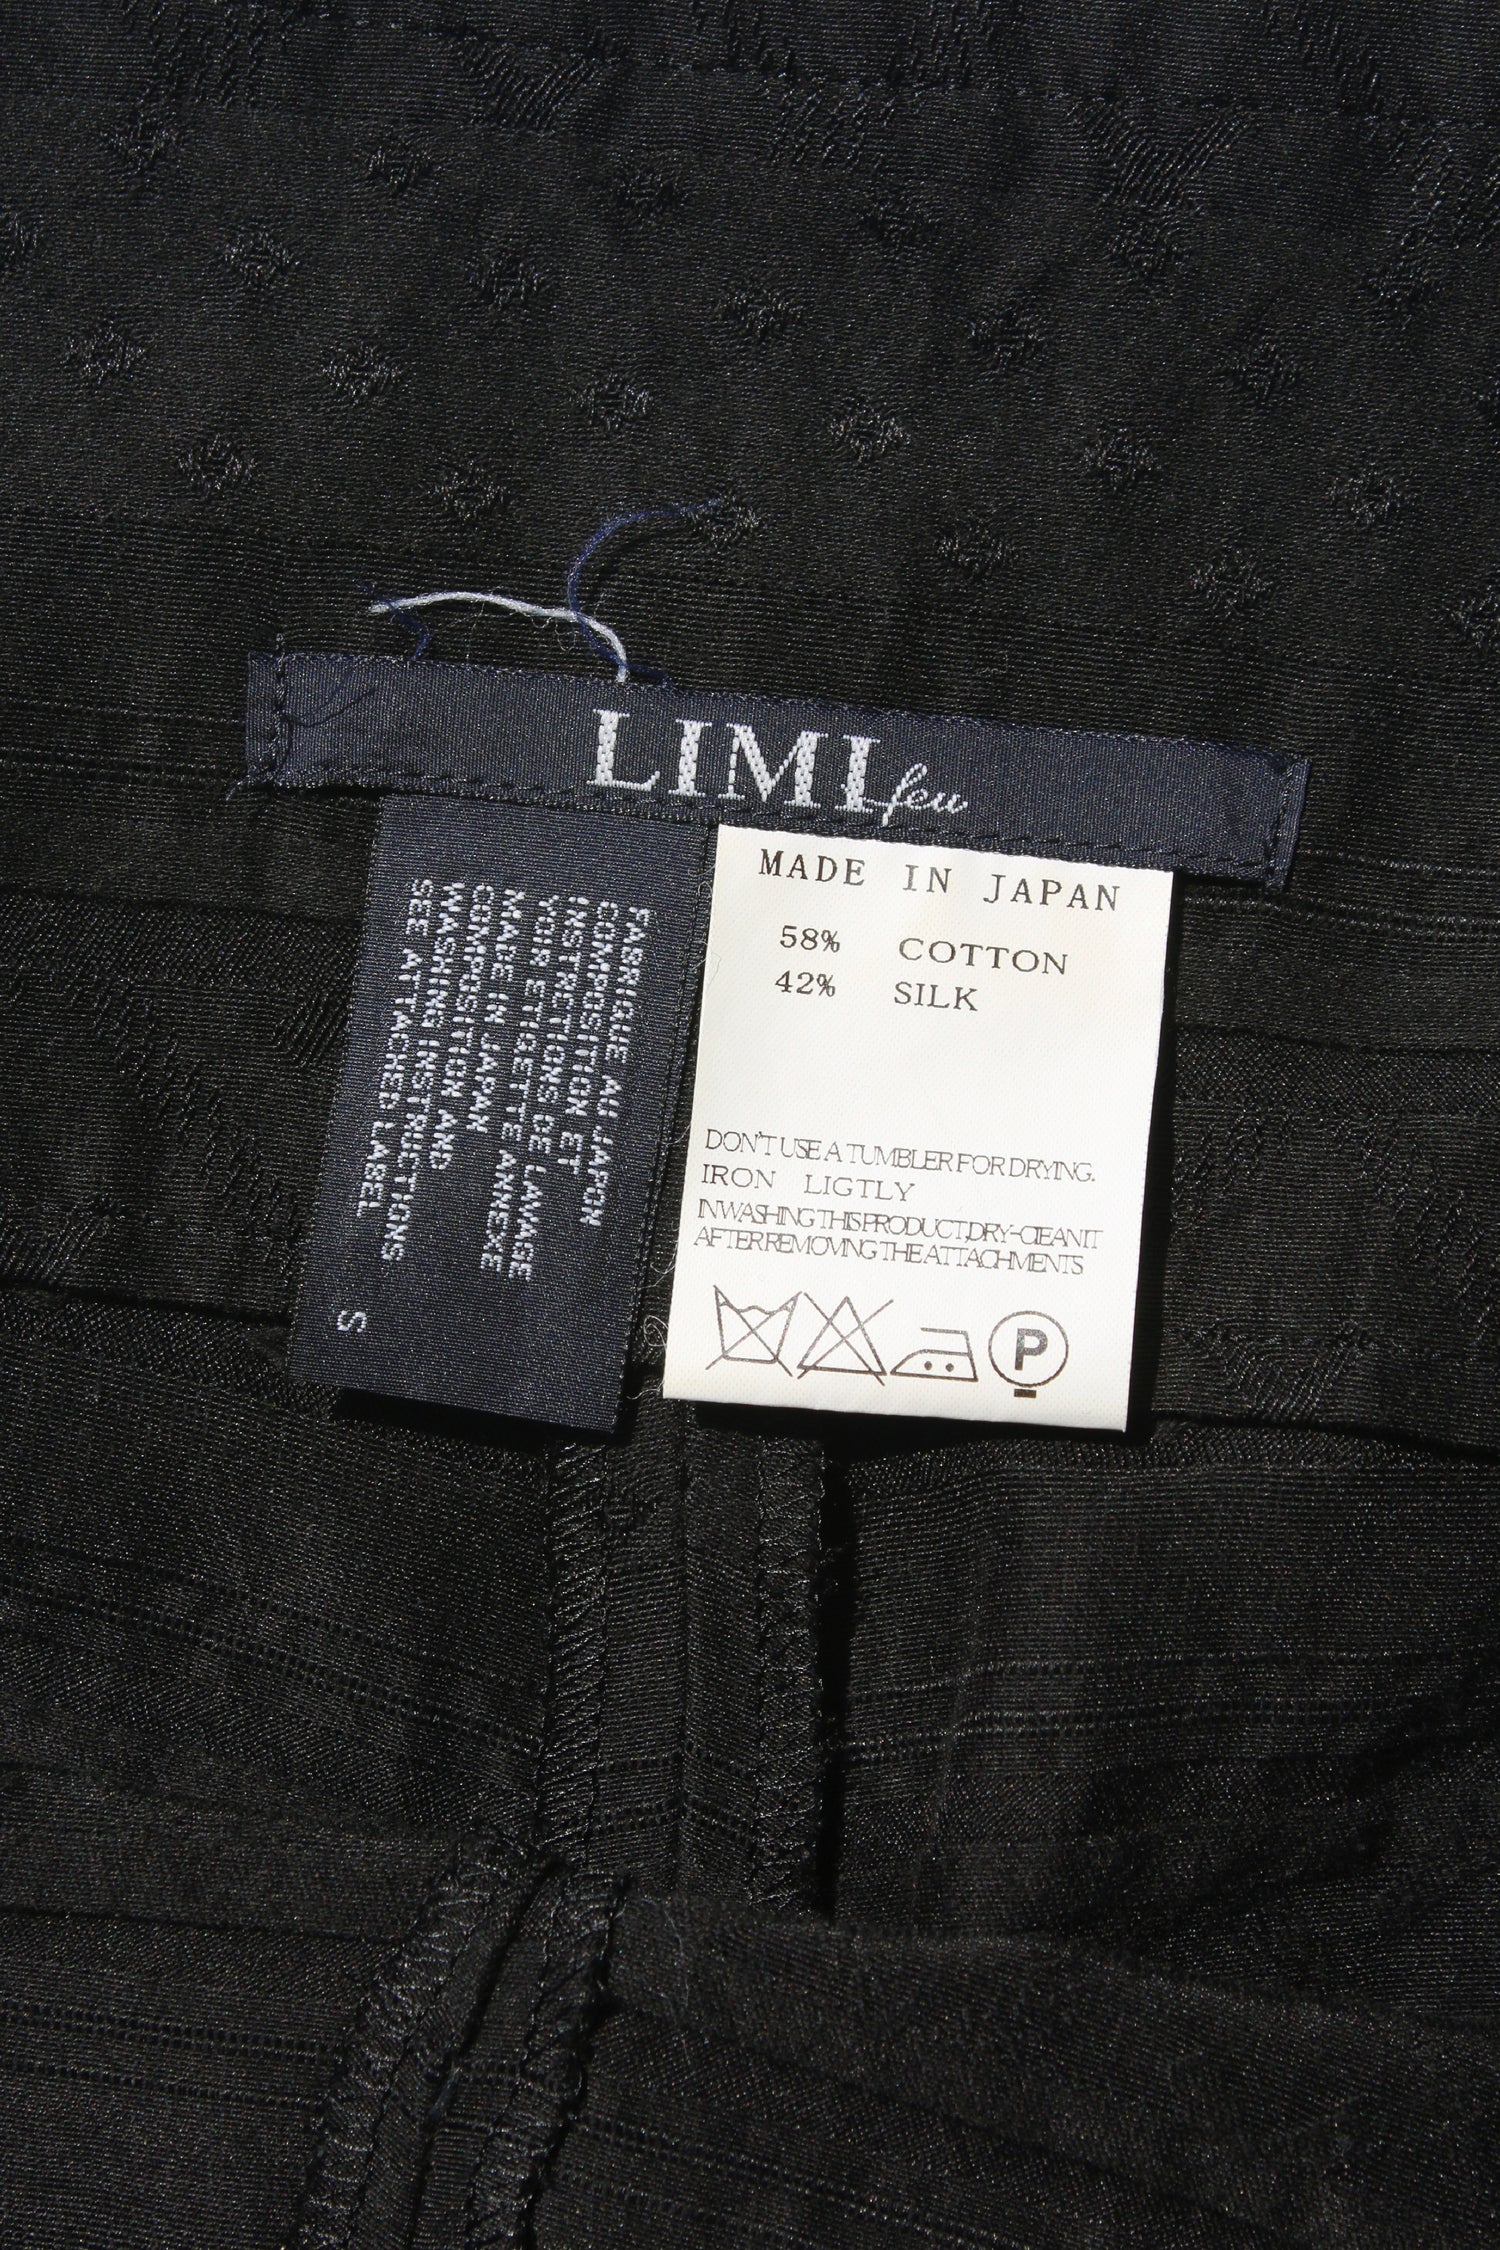 LIMI feu
FABRIQUE AU JAPON
COMPOSITION ET
INSTRUCTIONS DE LAVAGE
VOIR ETIQUETTE ANNEXE
MADE IN JAPAN
COMPOSITION AND
WASHING INSTRUCTIONS
SEE ATTACHED LABEL
S
MADE IN JAPAN
58% COTTON
42% SILK
DON'T USE A TUMBLER FOR DRYING.
IRON LIGTLY
IN WASHING THIS PRODUCT,DRY-CLEAN IT
AFTER REMOVING THE ATTACHMENTS
P